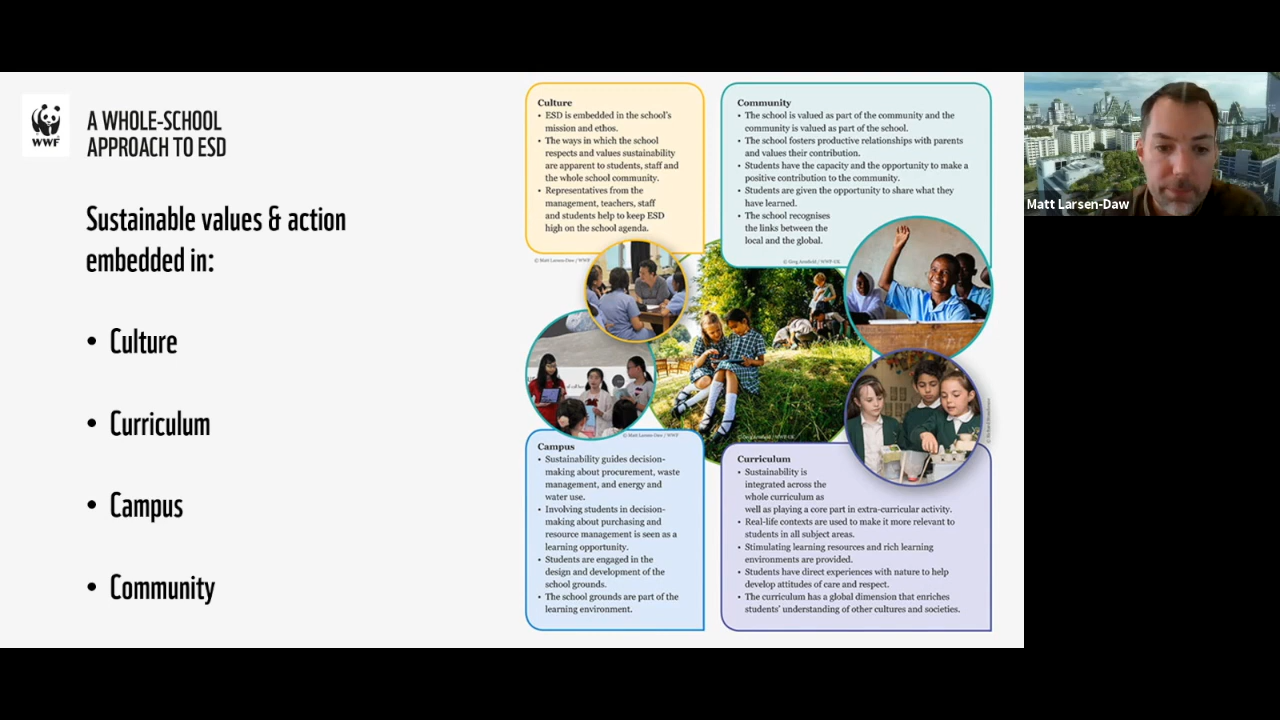 WWF
A WHOLE-SCHOOL
APPROACH TO ESD
Sustainable values & action
embedded in:
• Culture
• Curriculum
• Campus
• Community
Culture
• ESD is embedded in the school's
mission and ethos.
• The ways in which the school
respects and values sustainability
are apparent to students, staff and
the whole school community.
• Representatives from the
management, teachers, staff
and students help to keep ESD
high on the school agenda.
© Matt Larsen-Daw / WWF
Community
• The school is valued as part of the community and the
community is valued as part of the school.
• The school fosters productive relationships with parents
and values their contribution.
• Students have the capacity and the opportunity to make a
positive contribution to the community.
• Students are given the opportunity to share what they
have learned.
• The school recognises
the links between the
local and the global.
© Greg Armfield / WWF-UK
© Matt Larsen-Daw / WWF
© Greg Armfield / WWF-UK
Campus
• Sustainability guides decision-
making about procurement, waste
management, and energy and
water use.
• Involving students in decision-
making about purchasing and
resource management is seen as a
learning opportunity.
• Students are engaged in the
design and development of the
school grounds.
• The school grounds are part of the
learning environment.
Curriculum
• Sustainability is
integrated across the
whole curriculum as
well as playing a core part in extra-curricular activity.
• Real-life contexts are used to make it more relevant to
students in all subject areas.
• Stimulating learning resources and rich learning
environments are provided.
• Students have direct experiences with nature to help
develop attitudes of care and respect.
• The curriculum has a global dimension that enriches
students' understanding of other cultures and societies.
Matt Larsen-Daw